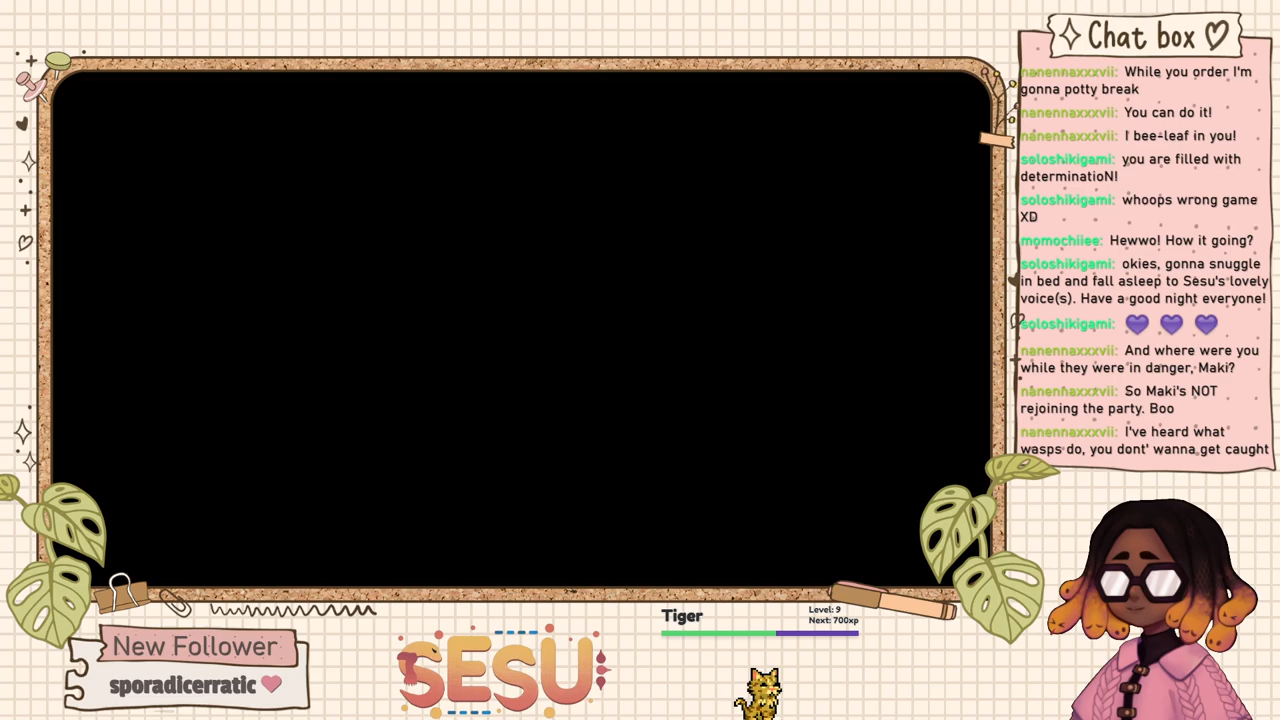 Chat box
nanennaxxxvii: While you order I'm
gonna potty break
nanennaxxxvii: You can do it!
nanennaxxxvii: I bee-leaf in you!
soloshikigami: you are filled with
determinatioN!
soloshikigami: whoops wrong game
XD
momochiiee: Hewwo! How it going?
soloshikigami: okies, gonna snuggle
in bed and fall asleep to Sesu's lovely
voice(s). Have a good night everyone!
soloshikigami: 💜 💜 💜
nanennaxxxvii: And where were you
while they were in danger, Maki?
nanennaxxxvii: So Maki's NOT
rejoining the party. Boo
nanennaxxxvii: I've heard what
wasps do, you dont' wanna get caught
New Follower
sporadicerratic
SESU
Tiger
Level: 9
Next: 700xp